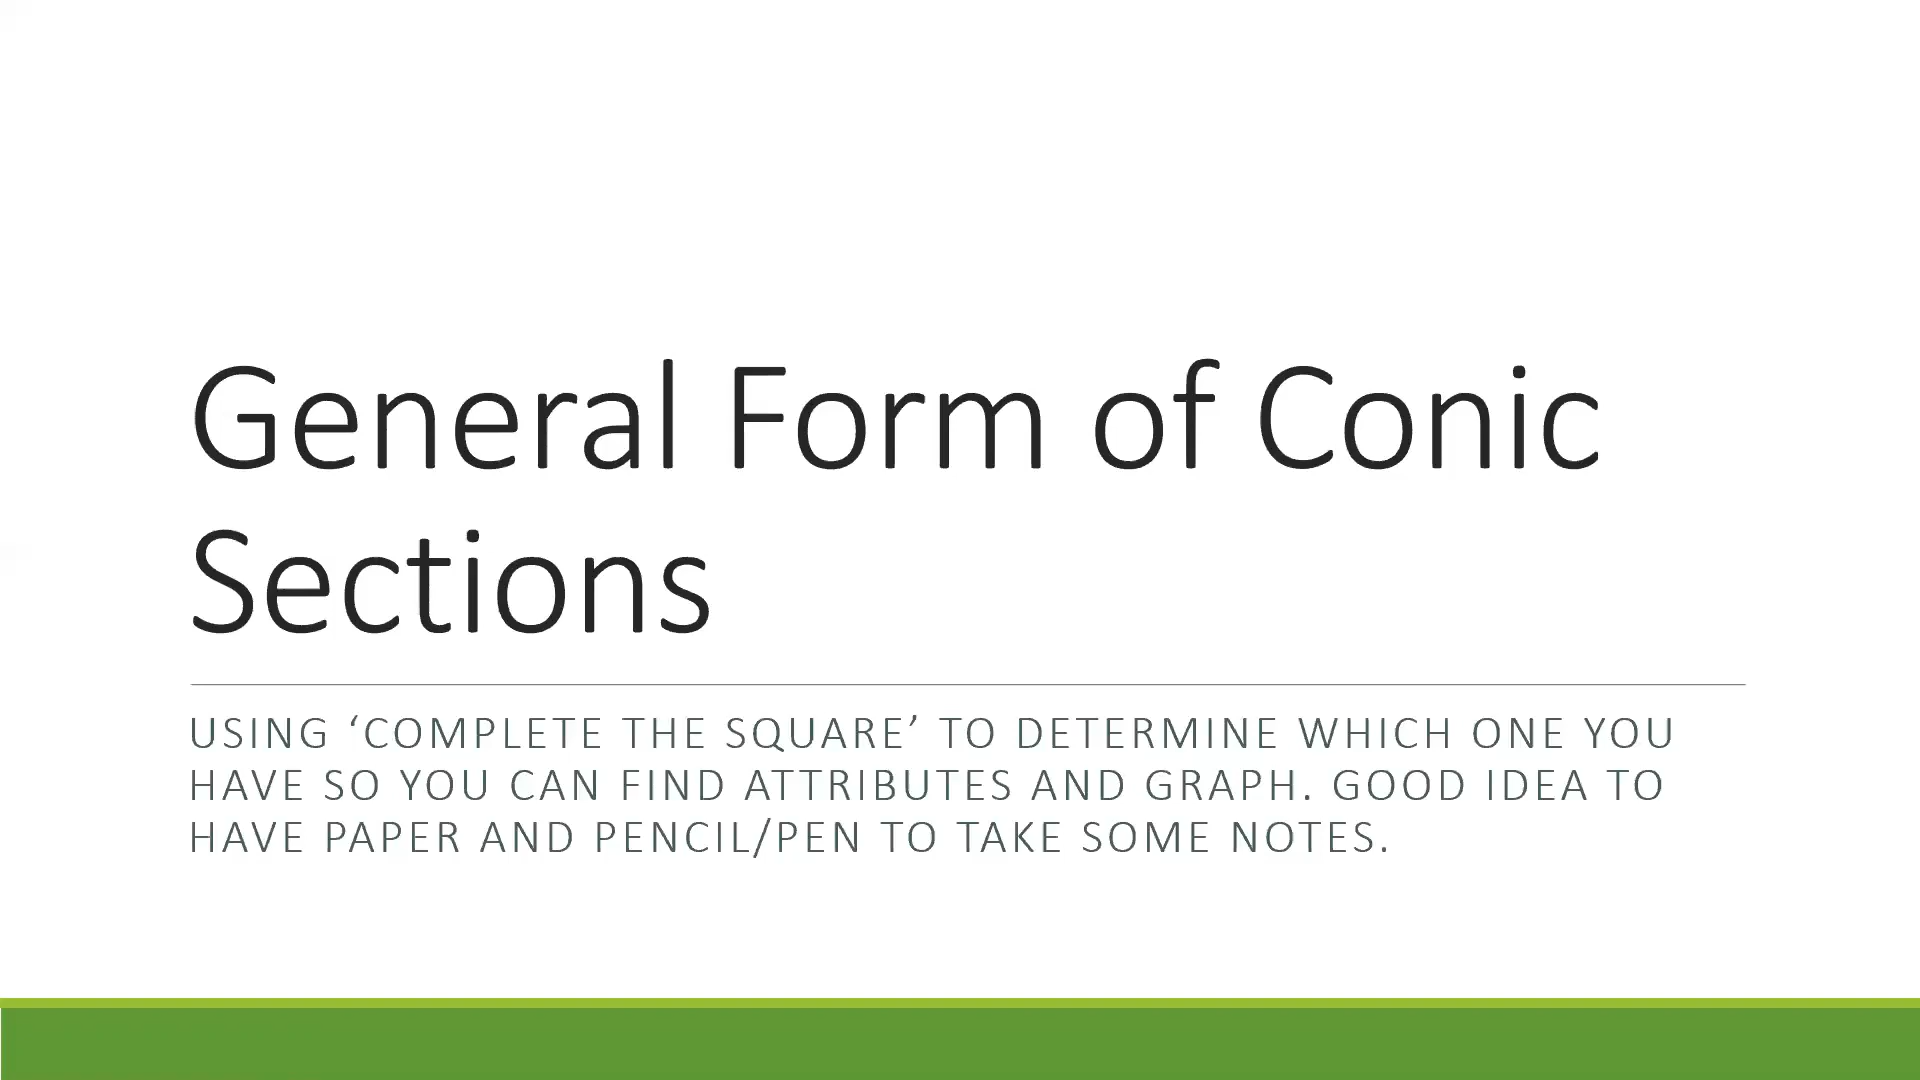 General Form of Conic
Sections
USING ‘COMPLETE THE SQUARE’ TO DETERMINE WHICH ONE YOU
HAVE SO YOU CAN FIND ATTRIBUTES AND GRAPH. GOOD IDEA TO
HAVE PAPER AND PENCIL/PEN TO TAKE SOME NOTES.